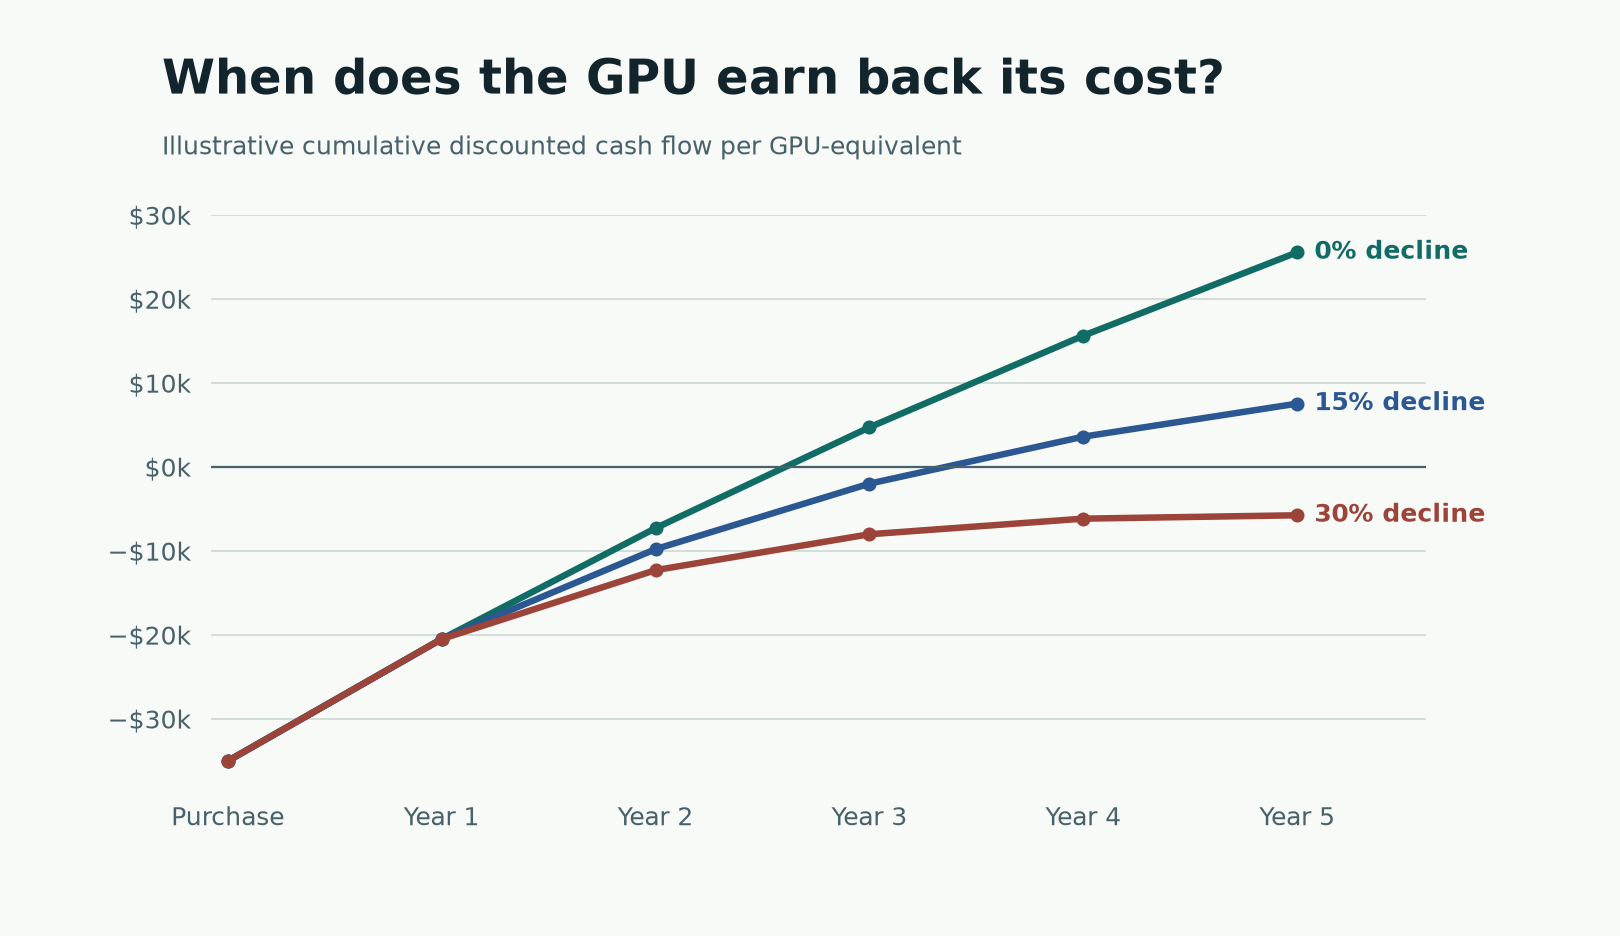 When does the GPU earn back its cost?
Illustrative cumulative discounted cash flow per GPU-equivalent
$30k
0% decline
$20k
$10k
15% decline
$0k
30% decline
−$10k
−$20k
−$30k
Purchase
Year 1
Year 2
Year 3
Year 4
Year 5